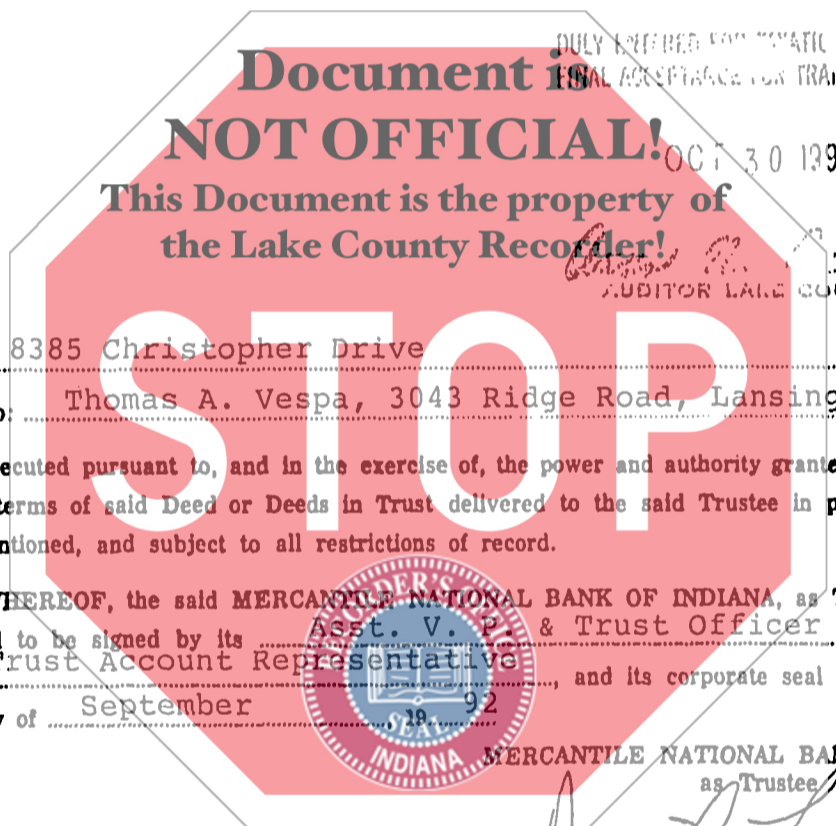 DULY ENTERED FOR
Document is
FINAL ACCEPTANCE FOR TRA
NOT OFFICIAL!
OCT 30 199
This Document is the property of
the Lake County Recorder!
AUDITOR LAKE COU
STOP
8385 Christopher Drive
Thomas A. Vespa, 3043 Ridge Road, Lansing
ecuted pursuant to, and in the exercise of, the power and authority grante
terms of said Deed or Deeds in Trust delivered to the said Trustee in p
ntioned, and subject to all restrictions of record.
HEREOF, the said MERCANTILE NATIONAL BANK OF INDIANA, as T
to be signed by its Asst. V. P. & Trust Officer
rust Account Representative, and its corporate seal
y of September 19 92
SEAL
INDIANA
MERCANTILE NATIONAL BA
as Trustee